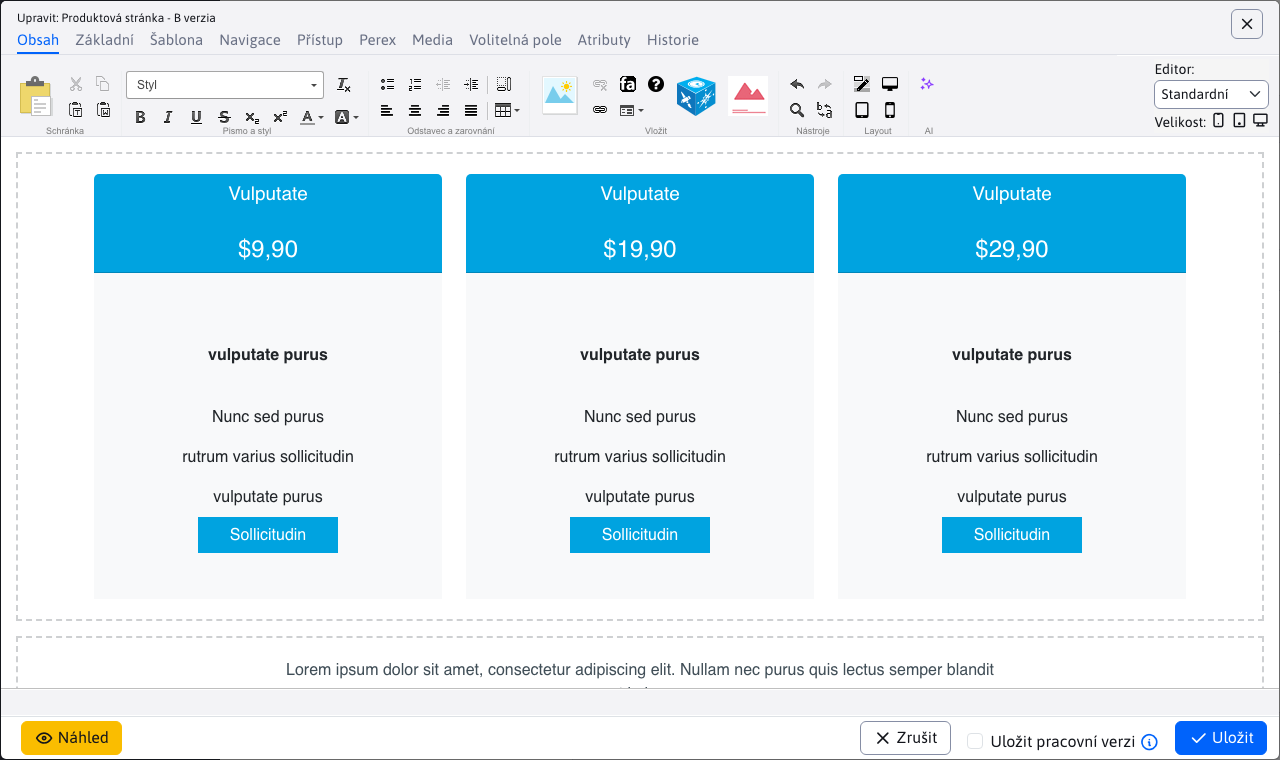 Upravit: Produktová stránka - B verzia
Obsah Základní Šablona Navigace Přístup Perex Media Volitelná pole Atributy Historie
Styl
B I U S x₂ x² A A
Schránka Písmo a styl Odstavec a zarovnání Vložit Nástroje Layout AI
Editor:
Standardní
Velikost:
Vulputate Vulputate Vulputate
$9,90 $19,90 $29,90
vulputate purus vulputate purus vulputate purus
Nunc sed purus Nunc sed purus Nunc sed purus
rutrum varius sollicitudin rutrum varius sollicitudin rutrum varius sollicitudin
vulputate purus vulputate purus vulputate purus
Sollicitudin Sollicitudin Sollicitudin
Lorem ipsum dolor sit amet, consectetur adipiscing elit. Nullam nec purus quis lectus semper blandit
Náhled Zrušit Uložit pracovní verzi Uložit